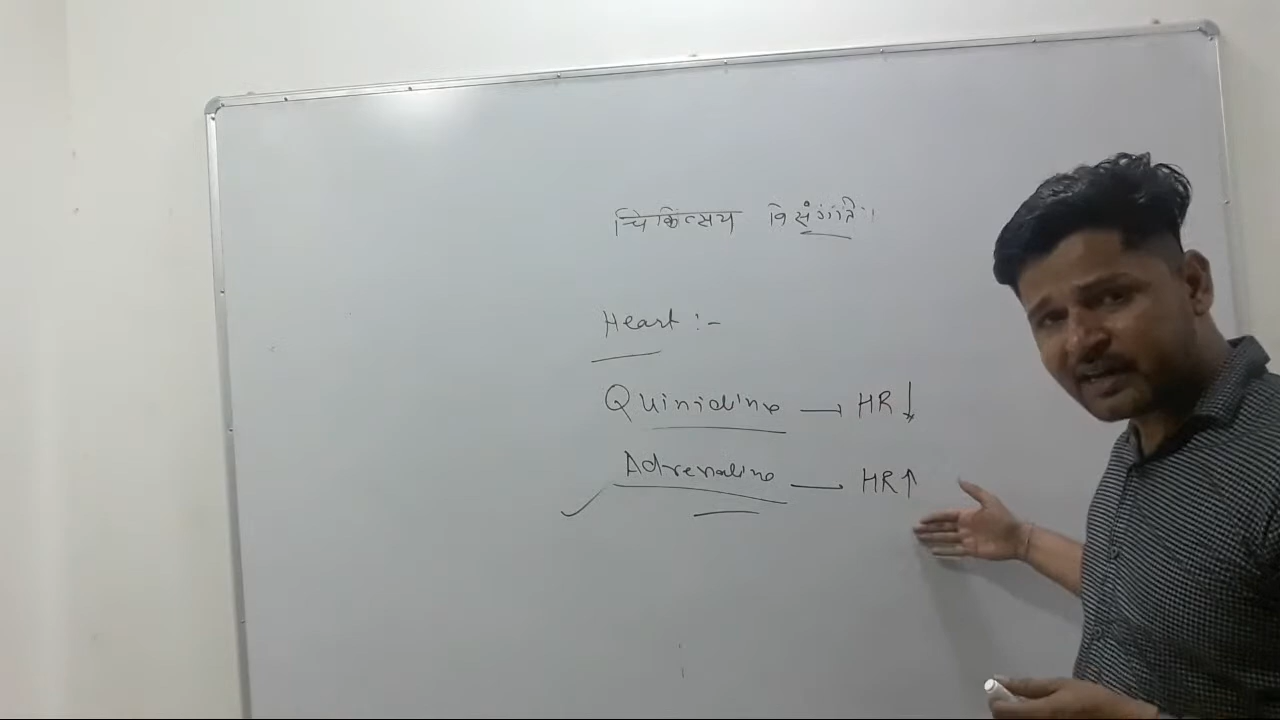 चिकित्सय विसंगति
Heart :-
Quinidine — HR ↓
Adrenaline — HR ↑